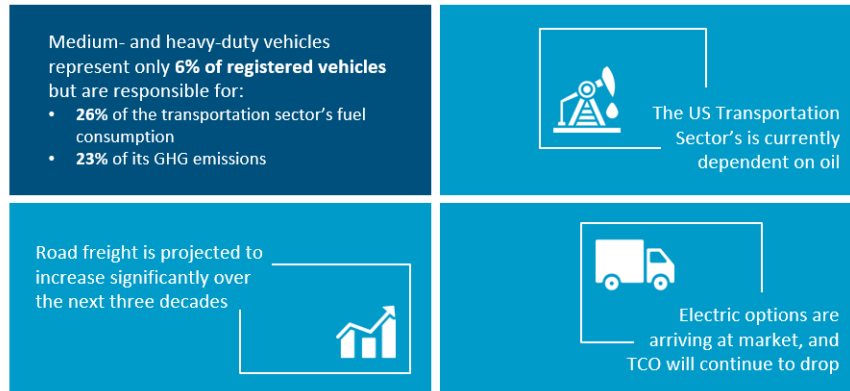 Medium- and heavy-duty vehicles
represent only 6% of registered vehicles
but are responsible for:
• 26% of the transportation sector's fuel
consumption
• 23% of its GHG emissions
The US Transportation
Sector's is currently
dependent on oil
Road freight is projected to
increase significantly over
the next three decades
Electric options are
arriving at market, and
TCO will continue to drop